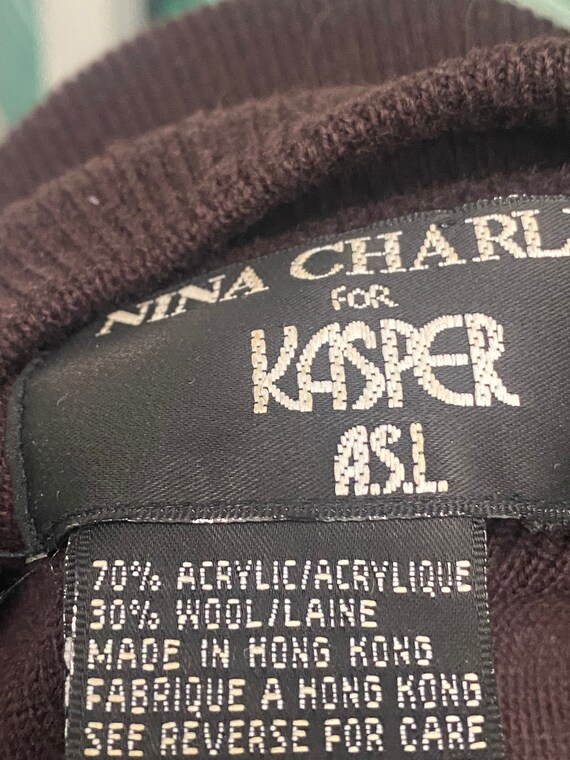 NINA CHARL
FOR
KASPER
A.S.L.
70% ACRYLIC/ACRYLIQUE
30% WOOL/LAINE
MADE IN HONG KONG
FABRIQUE A HONG KONG
SEE REVERSE FOR CARE